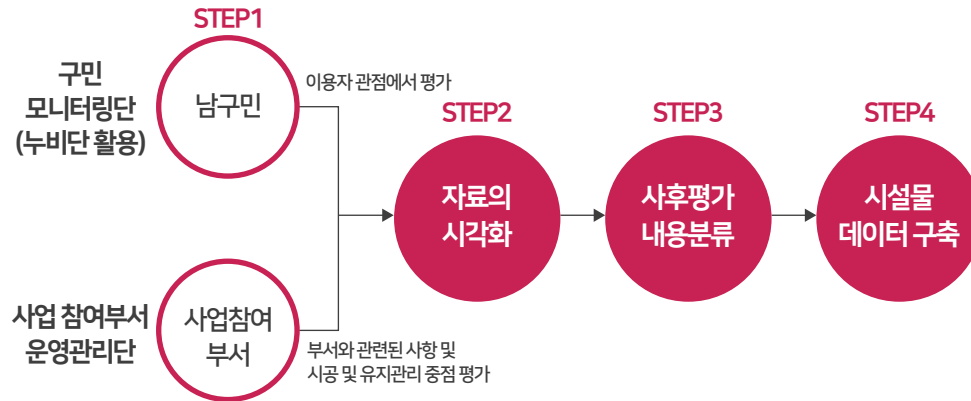 STEP1
구민
모니터링단
(누비단 활용)
남구민
이용자 관점에서 평가
STEP2
자료의
시각화
STEP3
사후평가
내용분류
STEP4
시설물
데이터 구축
사업 참여부서
운영관리단
사업참여
부서
부서와 관련된 사항 및
시공 및 유지관리 중점 평가